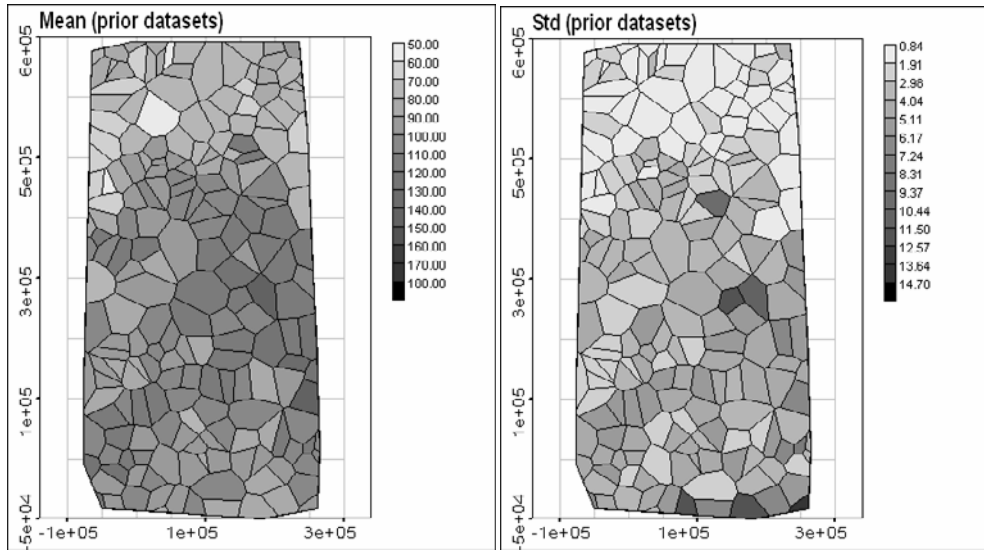 Mean (prior datasets)
6e+05
5e+05
3e+05
1e+05
-5e+04
-1e+05
1e+05
3e+05
50.00
60.00
70.00
80.00
90.00
100.00
110.00
120.00
130.00
140.00
150.00
160.00
170.00
100.00
Std (prior datasets)
6e+05
5e+05
3e+05
1e+05
-5e+04
-1e+05
1e+05
3e+05
0.84
1.91
2.98
4.04
5.11
6.17
7.24
8.31
9.37
10.44
11.50
12.57
13.64
14.70